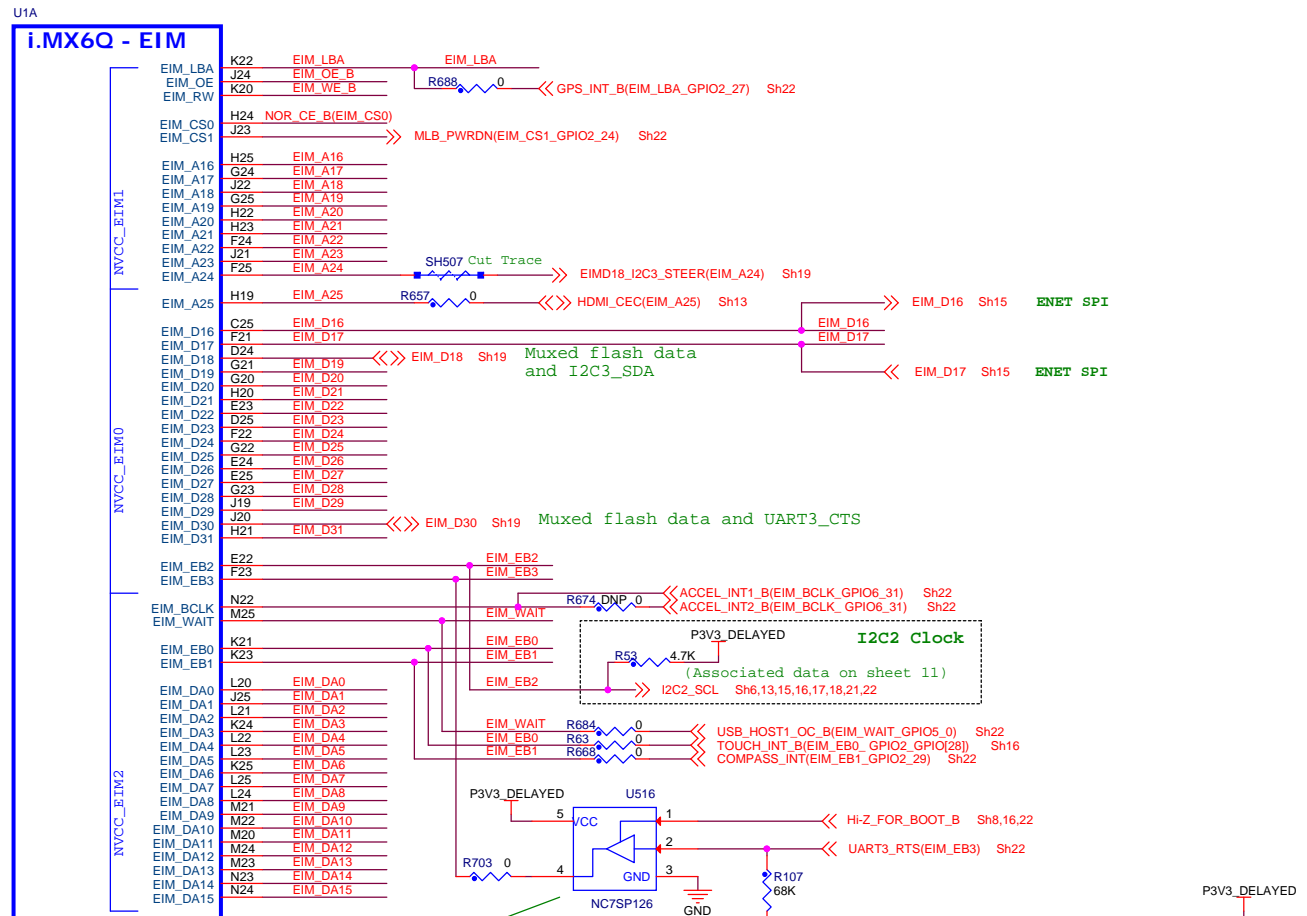 U1A
i.MX6Q - EIM
NVCC_EIM1
EIM_LBA K22 EIM_LBA EIM_LBA
EIM_OE J24 EIM_OE_B
EIM_RW K20 EIM_WE_B
R688 0 GPS_INT_B(EIM_LBA_GPIO2_27) Sh22
EIM_CS0 H24 NOR_CE_B(EIM_CS0)
EIM_CS1 J23 MLB_PWRDN(EIM_CS1_GPIO2_24) Sh22
EIM_A16 H25 EIM_A16
EIM_A17 G24 EIM_A17
EIM_A18 J22 EIM_A18
EIM_A19 G25 EIM_A19
EIM_A20 H22 EIM_A20
EIM_A21 H23 EIM_A21
EIM_A22 F24 EIM_A22
EIM_A23 J21 EIM_A23
EIM_A24 F25 EIM_A24 SH507 Cut Trace EIMD18_I2C3_STEER(EIM_A24) Sh19
NVCC_EIM0
EIM_A25 H19 EIM_A25 R657 0 HDMI_CEC(EIM_A25) Sh13
EIM_D16 Sh15 ENET SPI
EIM_D16 C25 EIM_D16 EIM_D16
EIM_D17 F21 EIM_D17 EIM_D17
EIM_D18 D24 EIM_D18 Sh19 Muxed flash data
and I2C3_SDA
EIM_D17 Sh15 ENET SPI
EIM_D19 G21 EIM_D19
EIM_D20 G20 EIM_D20
EIM_D21 H20 EIM_D21
EIM_D22 E23 EIM_D22
EIM_D23 D25 EIM_D23
EIM_D24 F22 EIM_D24
EIM_D25 G22 EIM_D25
EIM_D26 E24 EIM_D26
EIM_D27 E25 EIM_D27
EIM_D28 G23 EIM_D28
EIM_D29 J19 EIM_D29
EIM_D30 J20 EIM_D30 Sh19 Muxed flash data and UART3_CTS
EIM_D31 H21 EIM_D31
EIM_EB2 E22 EIM_EB2
EIM_EB3 F23 EIM_EB3
NVCC_EIM2
ACCEL_INT1_B(EIM_BCLK_GPIO6_31) Sh22
EIM_BCLK N22 R674 DNP 0 ACCEL_INT2_B(EIM_BCLK_ GPIO6_31) Sh22
EIM_WAIT M25 EIM_WAIT
EIM_EB0 K21 EIM_EB0
EIM_EB1 K23 EIM_EB1
P3V3_DELAYED I2C2 Clock
R53 4.7K
(Associated data on sheet 11)
EIM_EB2 I2C2_SCL Sh6,13,15,16,17,18,21,22
EIM_DA0 L20 EIM_DA0
EIM_DA1 J25 EIM_DA1
EIM_DA2 L21 EIM_DA2
EIM_DA3 K24 EIM_DA3
EIM_DA4 L22 EIM_DA4
EIM_DA5 L23 EIM_DA5
EIM_DA6 K25 EIM_DA6
EIM_DA7 L25 EIM_DA7
EIM_DA8 L24 EIM_DA8
EIM_DA9 M21 EIM_DA9
EIM_DA10 M22 EIM_DA10
EIM_DA11 M20 EIM_DA11
EIM_DA12 M24 EIM_DA12
EIM_DA13 M23 EIM_DA13
EIM_DA14 N23 EIM_DA14
EIM_DA15 N24 EIM_DA15
EIM_WAIT R684 0 USB_HOST1_OC_B(EIM_WAIT_GPIO5_0) Sh22
EIM_EB0 R63 0 TOUCH_INT_B(EIM_EB0_ GPIO2_GPIO[28]) Sh16
EIM_EB1 R668 0 COMPASS_INT(EIM_EB1_GPIO2_29) Sh22
P3V3_DELAYED U516
5 VCC 1 Hi-Z_FOR_BOOT_B Sh8,16,22
2 UART3_RTS(EIM_EB3) Sh22
R703 0 4 GND 3
NC7SP126
GND
R107
68K
P3V3_DELAYED